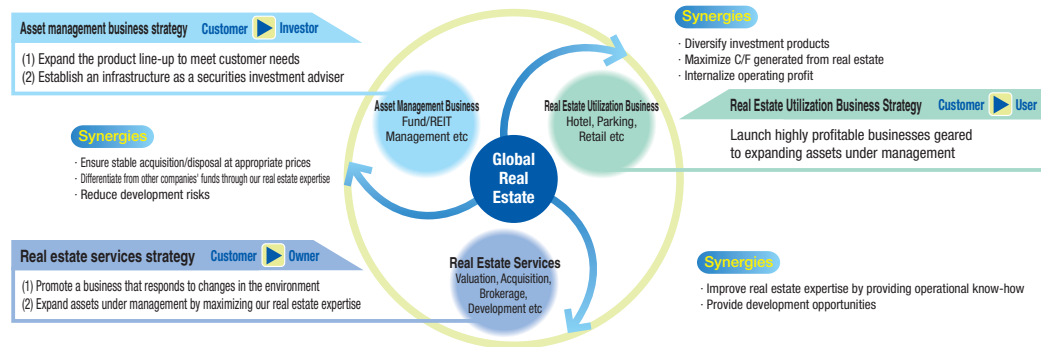 Asset management business strategy Customer Investor
(1) Expand the product line-up to meet customer needs
(2) Establish an infrastructure as a securities investment adviser
Synergies
· Diversify investment products
· Maximize C/F generated from real estate
· Internalize operating profit
Asset Management Business
Fund/REIT
Management etc
Real Estate Utilization Business
Hotel, Parking,
Retail etc
Real Estate Utilization Business Strategy Customer User
Launch highly profitable businesses geared
to expanding assets under management
Synergies
· Ensure stable acquisition/disposal at appropriate prices
· Differentiate from other companies' funds through our real estate expertise
· Reduce development risks
Global
Real
Estate
Real estate services strategy Customer Owner
(1) Promote a business that responds to changes in the environment
(2) Expand assets under management by maximizing our real estate expertise
Real Estate Services
Valuation, Acquisition,
Brokerage,
Development etc
Synergies
· Improve real estate expertise by providing operational know-how
· Provide development opportunities